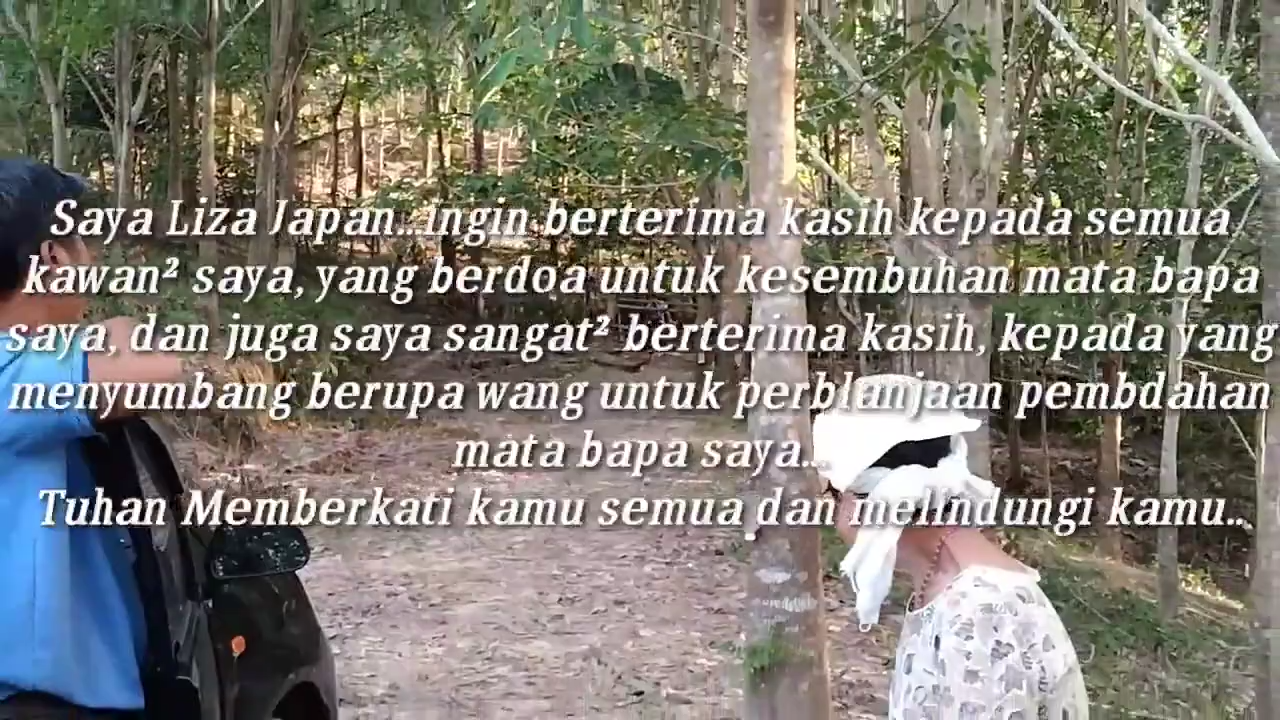 Saya Liza Japan...ingin berterima kasih kepada semua
kawan² saya, yang berdoa untuk kesembuhan mata bapa
saya, dan juga saya sangat² berterima kasih, kepada yang
menyumbang berupa wang untuk perblanjaan pembdahan
mata bapa saya...
Tuhan Memberkati kamu semua dan melindungi kamu..